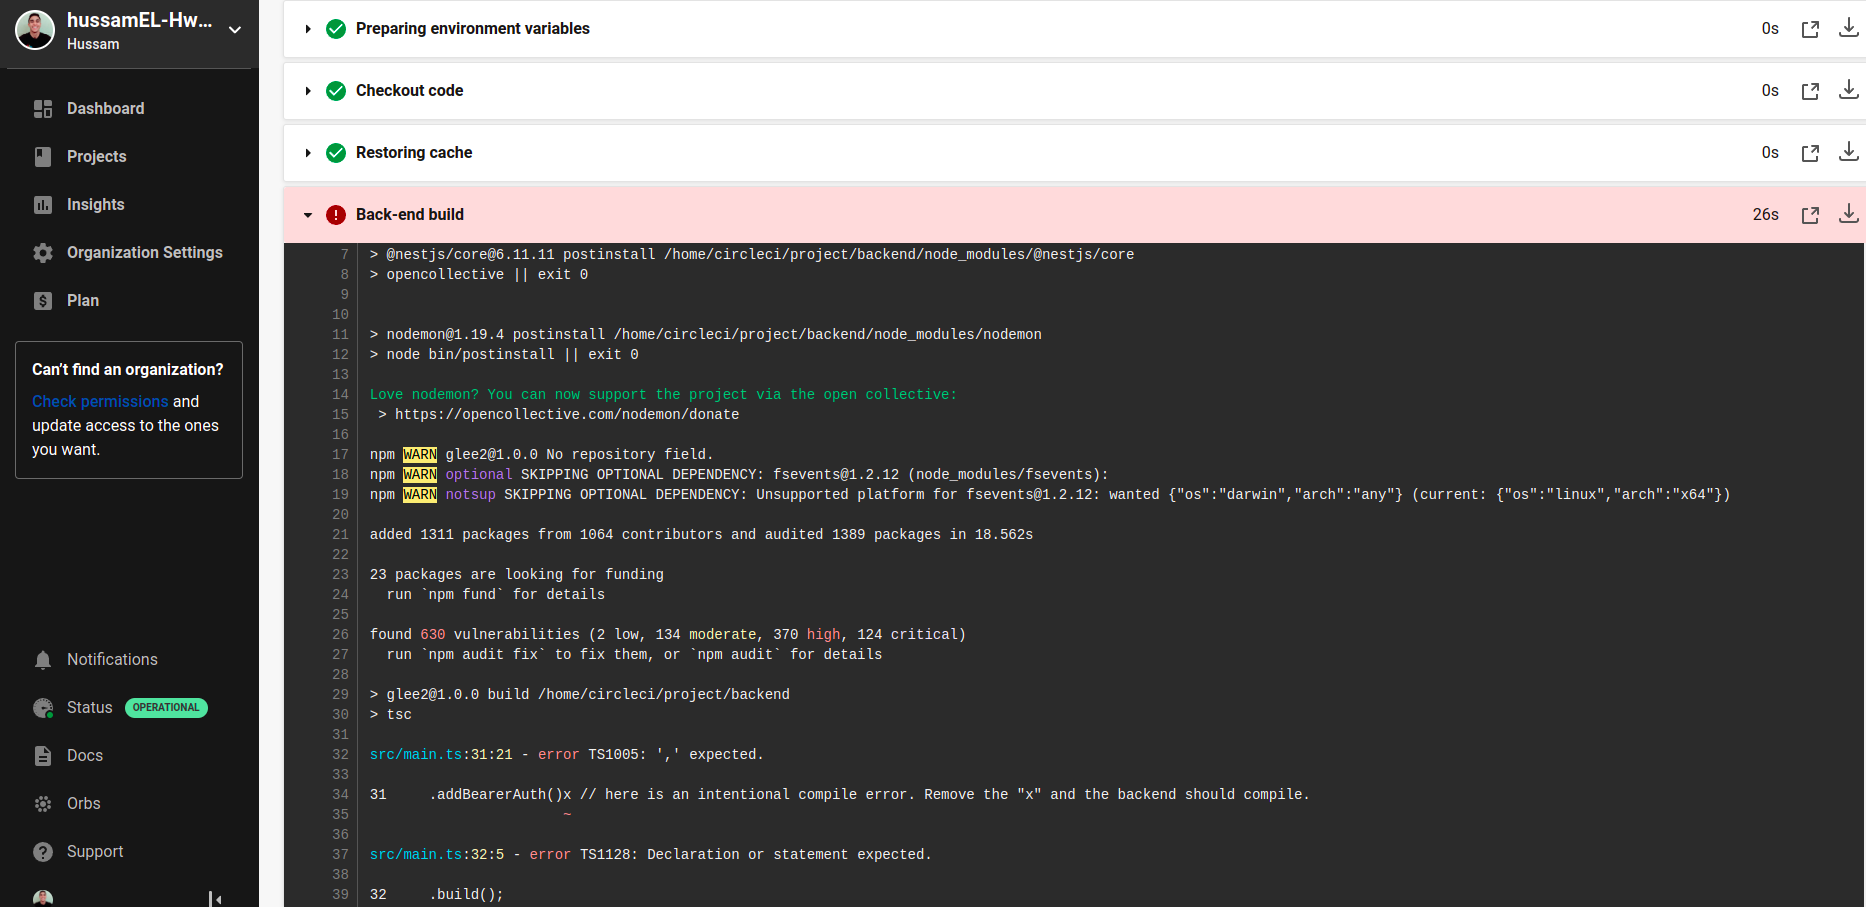 hussamEL-Hw...
Hussam
Dashboard
Projects
Insights
Organization Settings
Plan
Can't find an organization?
Check permissions and
update access to the ones
you want.
Notifications
Status OPERATIONAL
Docs
Orbs
Support
Preparing environment variables 0s
Checkout code 0s
Restoring cache 0s
Back-end build 26s
7 > @nestjs/core@6.11.11 postinstall /home/circleci/project/backend/node_modules/@nestjs/core
8 > opencollective || exit 0
9
10
11 > nodemon@1.19.4 postinstall /home/circleci/project/backend/node_modules/nodemon
12 > node bin/postinstall || exit 0
13
14 Love nodemon? You can now support the project via the open collective:
15 > https://opencollective.com/nodemon/donate
16
17 npm WARN glee2@1.0.0 No repository field.
18 npm WARN optional SKIPPING OPTIONAL DEPENDENCY: fsevents@1.2.12 (node_modules/fsevents):
19 npm WARN notsup SKIPPING OPTIONAL DEPENDENCY: Unsupported platform for fsevents@1.2.12: wanted {"os":"darwin","arch":"any"} (current: {"os":"linux","arch":"x64"})
20
21 added 1311 packages from 1064 contributors and audited 1389 packages in 18.562s
22
23 23 packages are looking for funding
24 run `npm fund` for details
25
26 found 630 vulnerabilities (2 low, 134 moderate, 370 high, 124 critical)
27 run `npm audit fix` to fix them, or `npm audit` for details
28
29 > glee2@1.0.0 build /home/circleci/project/backend
30 > tsc
31
32 src/main.ts:31:21 - error TS1005: ',' expected.
33
34 31 .addBearerAuth()x // here is an intentional compile error. Remove the "x" and the backend should compile.
35 ~
36
37 src/main.ts:32:5 - error TS1128: Declaration or statement expected.
38
39 32 .build();